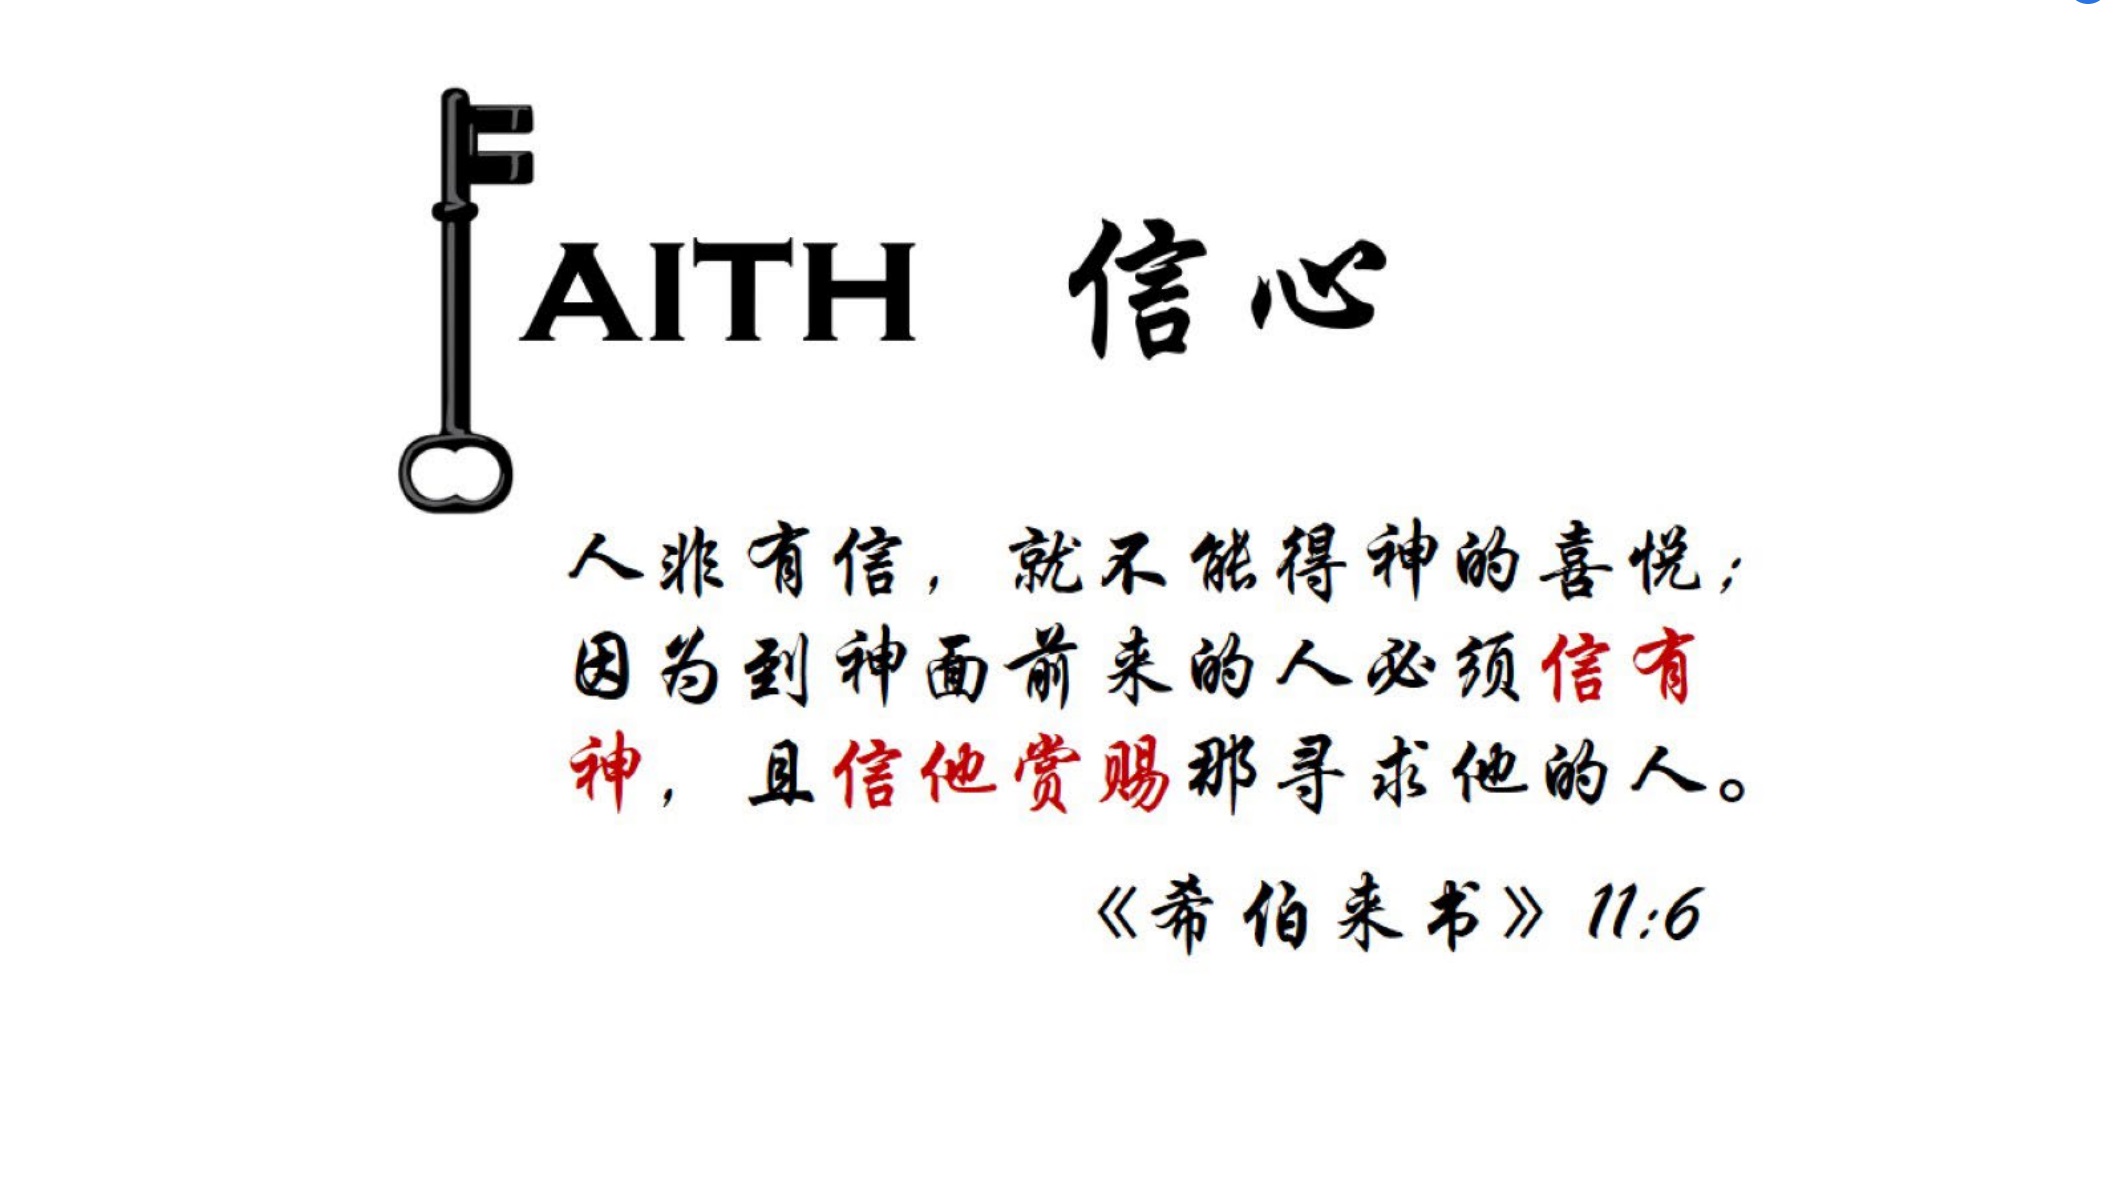 FAITH 信心
人非有信，就不能得神的喜悦；
因为到神面前来的人必须信有
神，且信他赏赐那寻求他的人。
《希伯来书》11:6